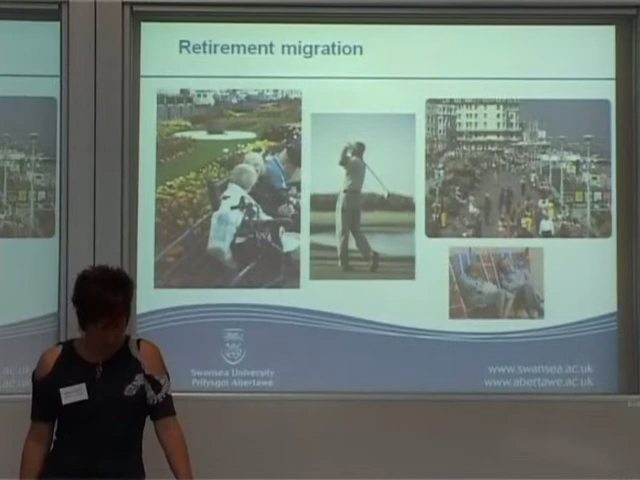 Retirement migration
Swansea University
Prifysgol Abertawe
www.swansea.ac.uk
www.abertawe.ac.uk